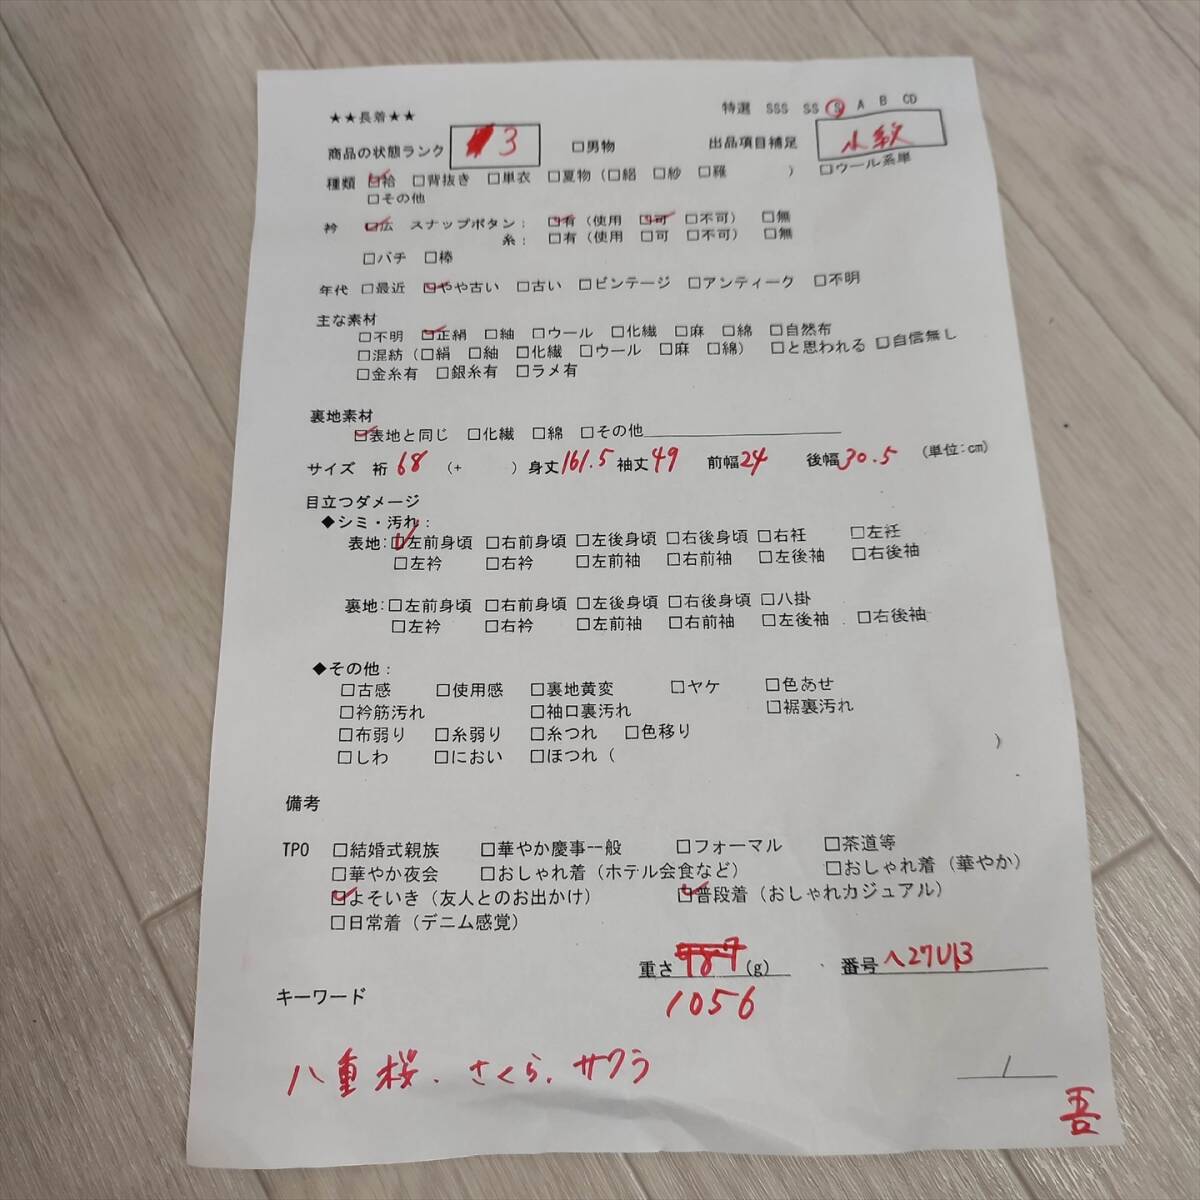 ★★長着★★ 特選 SSS SS S A B CD
商品の状態ランク 3 □男物 出品項目補足 小紋
種類 □袷 □背抜き □単衣 □夏物(□絽 □紗 □羅 ) □ウール系単
□その他
衿 □広 スナップボタン: □有(使用 □可 □不可) □無
糸: □有(使用 □可 □不可) □無
□バチ □棒
年代 □最近 □やや古い □古い □ビンテージ □アンティーク □不明
主な素材
□不明 □正絹 □紬 □ウール □化繊 □麻 □綿 □自然布
□混紡(□絹 □紬 □化繊 □ウール □麻 □綿) □と思われる □自信無し
□金糸有 □銀糸有 □ラメ有
裏地素材
□表地と同じ □化繊 □綿 □その他
サイズ 裄 68 (+ ) 身丈 161.5 袖丈 49 前幅 24 後幅 30.5 (単位:cm)
目立つダメージ
◆シミ・汚れ:
表地:□左前身頃 □右前身頃 □左後身頃 □右後身頃 □右衽 □左衽
□左衿 □右衿 □左前袖 □右前袖 □左後袖 □右後袖
裏地:□左前身頃 □右前身頃 □左後身頃 □右後身頃 □八掛
□左衿 □右衿 □左前袖 □右前袖 □左後袖 □右後袖
◆その他:
□古感 □使用感 □裏地黄変 □ヤケ □色あせ
□衿筋汚れ □袖口裏汚れ □裾裏汚れ
□布弱り □糸弱り □糸つれ □色移り
□しわ □におい □ほつれ( )
備考
TPO □結婚式親族 □華やか慶事一般 □フォーマル □茶道等
□華やか夜会 □おしゃれ着(ホテル会食など) □おしゃれ着(華やか)
□よそいき(友人とのお出かけ) □普段着(おしゃれカジュアル)
□日常着(デニム感覚)
重さ (g) 番号
1056
キーワード
八重桜、さくら、サクラ
吾